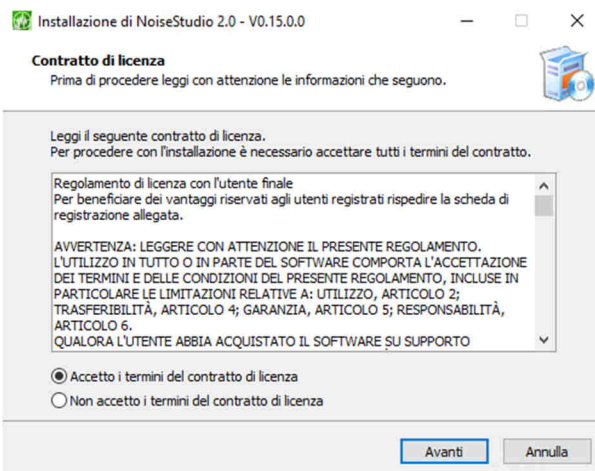 Installazione di NoiseStudio 2.0 - V0.15.0.0
Contratto di licenza
Prima di procedere leggi con attenzione le informazioni che seguono.
Leggi il seguente contratto di licenza.
Per procedere con l'installazione è necessario accettare tutti i termini del contratto.
Regolamento di licenza con l'utente finale
Per beneficiare dei vantaggi riservati agli utenti registrati rispedire la scheda di
registrazione allegata.
AVVERTENZA: LEGGERE CON ATTENZIONE IL PRESENTE REGOLAMENTO.
L'UTILIZZO IN TUTTO O IN PARTE DEL SOFTWARE COMPORTA L'ACCETTAZIONE
DEI TERMINI E DELLE CONDIZIONI DEL PRESENTE REGOLAMENTO, INCLUSE IN
PARTICOLARE LE LIMITAZIONI RELATIVE A: UTILIZZO, ARTICOLO 2;
TRASFERIBILITÀ, ARTICOLO 4; GARANZIA, ARTICOLO 5; RESPONSABILITÀ,
ARTICOLO 6.
QUALORA L'UTENTE ABBIA ACQUISTATO IL SOFTWARE SU SUPPORTO
Accetto i termini del contratto di licenza
Non accetto i termini del contratto di licenza
Avanti
Annulla